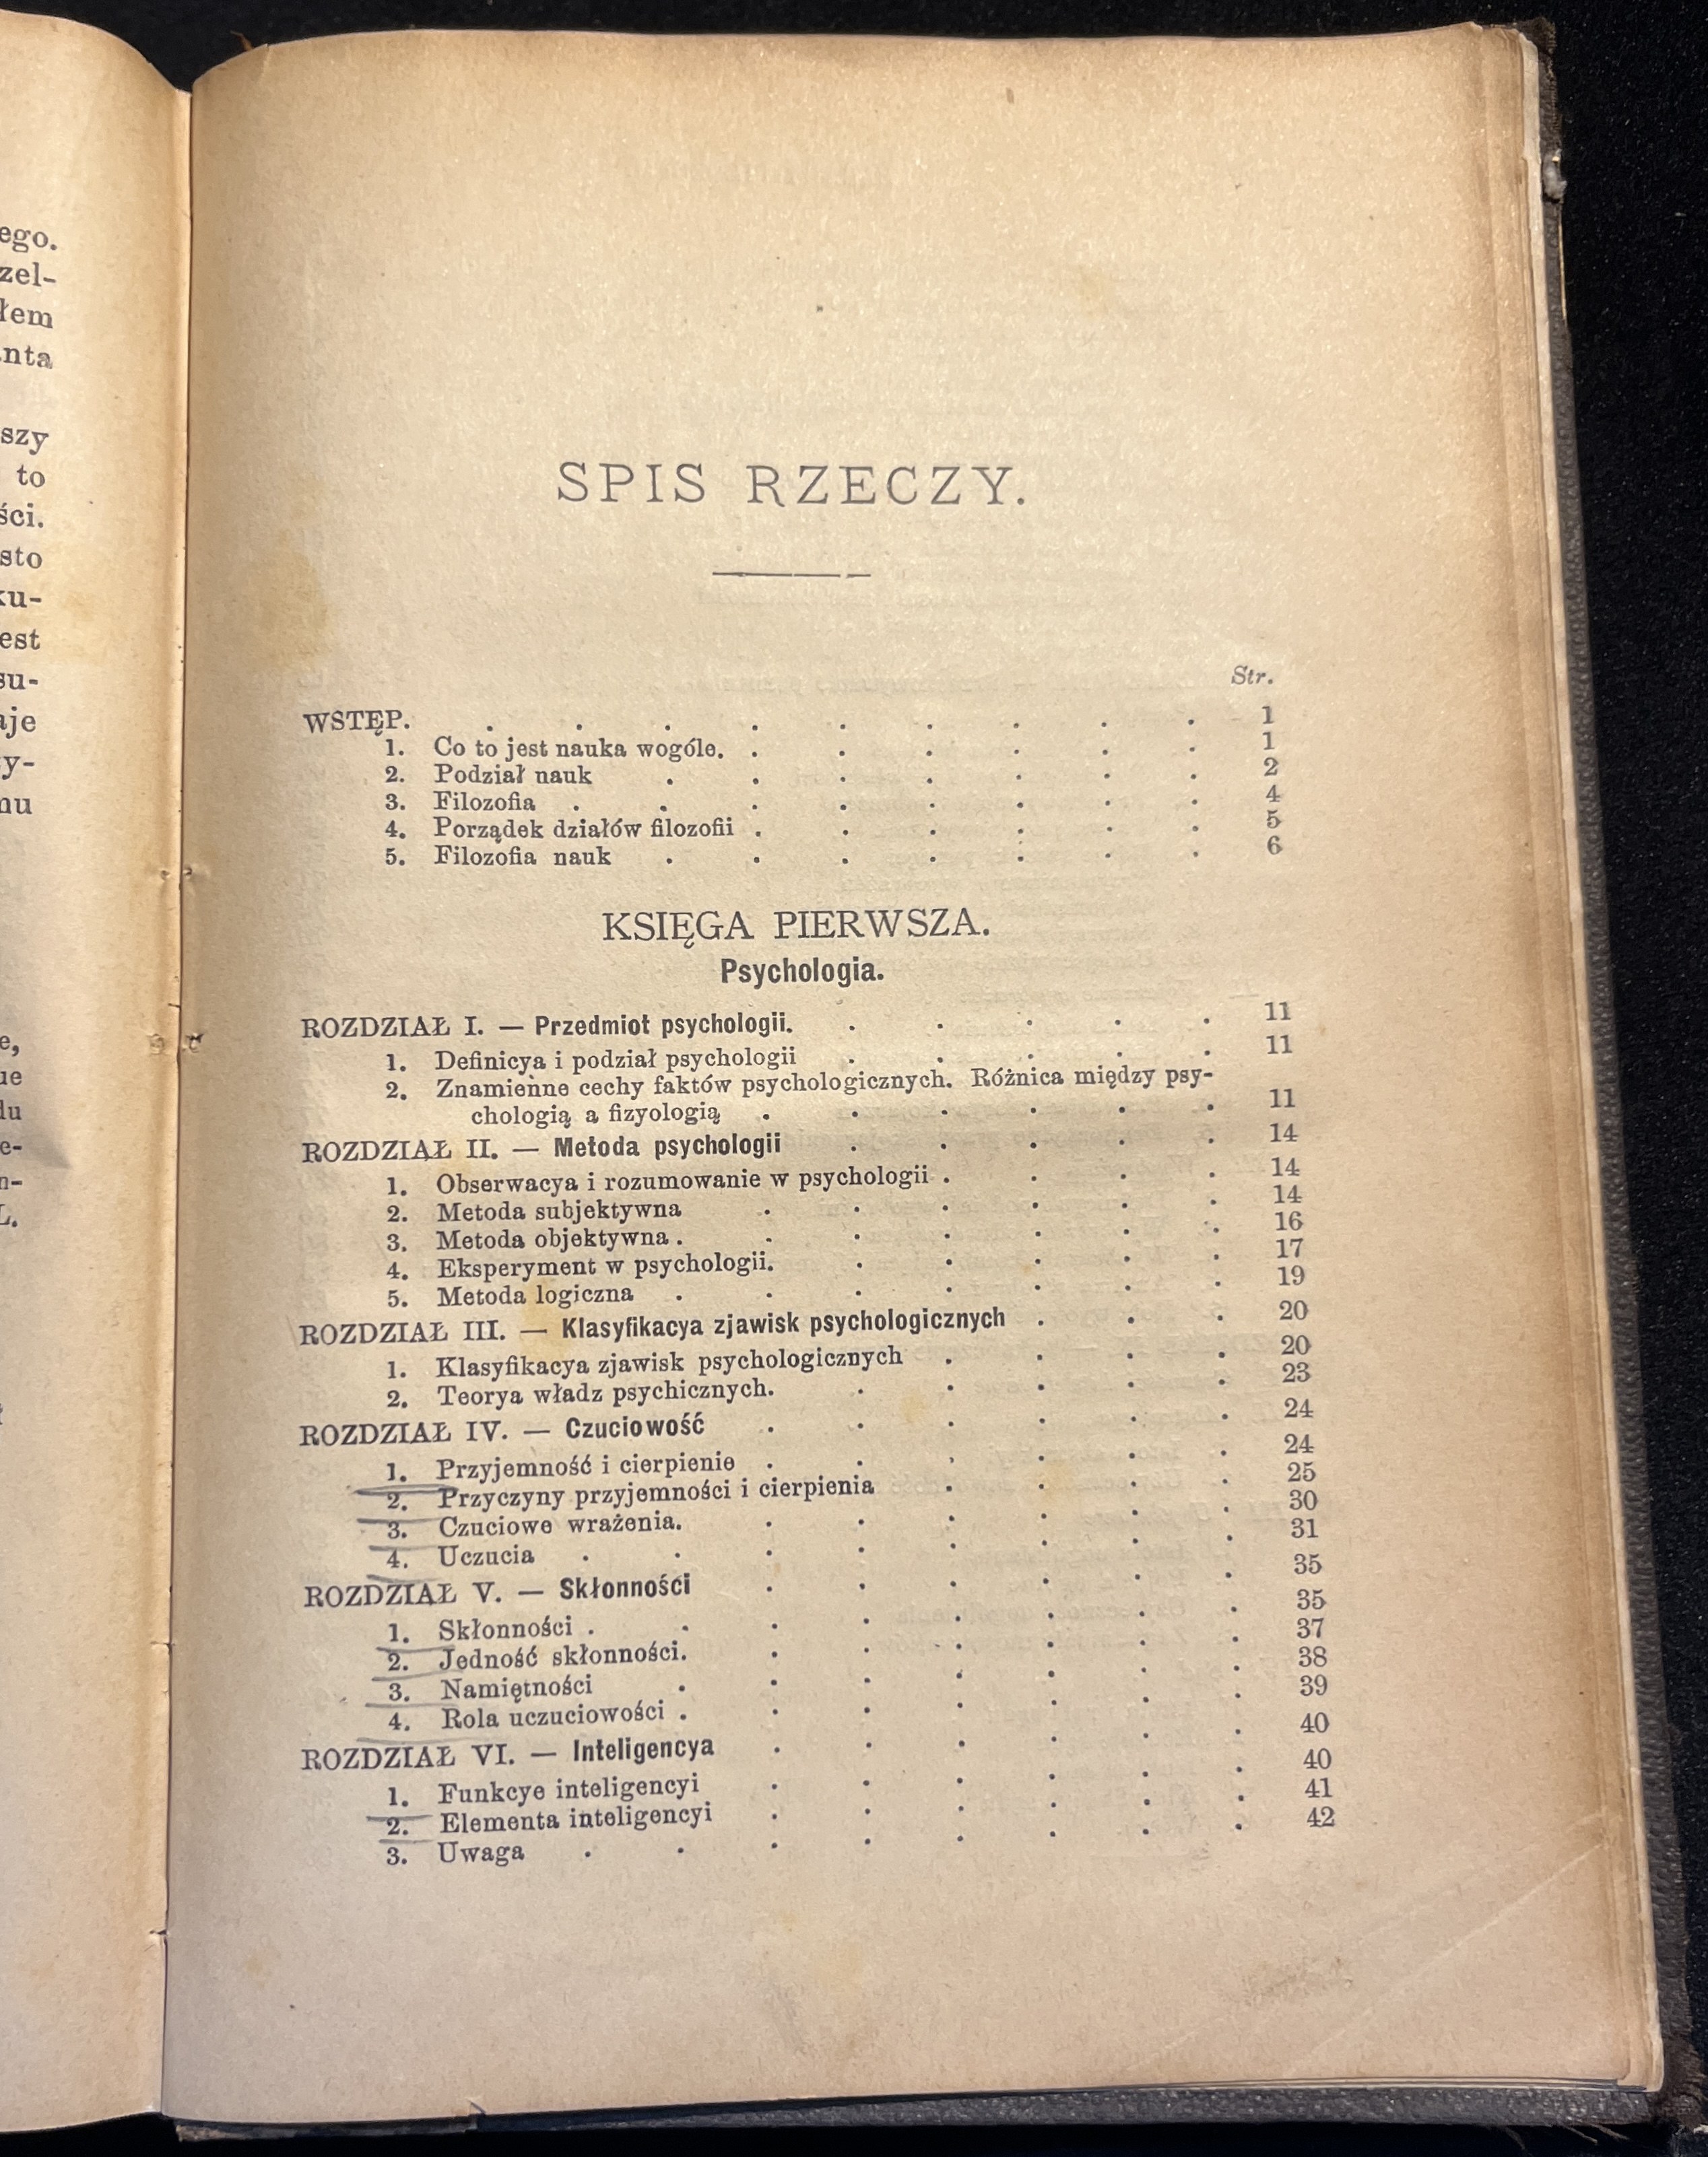 ego.
zel-
łem
nta
szy
to
ści.
sto
ku-
est
su-
aje
y-
mu
e,
ue
du
e-
n-
L.
SPIS RZECZY.
Str.
WSTĘP. . . . . . . . . . 1
1. Co to jest nauka wogóle. . . . . . . 1
2. Podział nauk . . . . . . . 2
3. Filozofia . . . . . . . . 4
4. Porządek działów filozofii . . . . . . 5
5. Filozofia nauk . . . . . . . 6
KSIĘGA PIERWSZA.
Psychologia.
ROZDZIAŁ I. — Przedmiot psychologii. . . . . . 11
1. Definicya i podział psychologii . . . . . 11
2. Znamienne cechy faktów psychologicznych. Różnica między psy-
chologią a fizyologią . . . . . . 11
ROZDZIAŁ II. — Metoda psychologii . . . . . 14
1. Obserwacya i rozumowanie w psychologii . . . . 14
2. Metoda subjektywna . . . . . . 14
3. Metoda objektywna . . . . . . . 16
4. Eksperyment w psychologii. . . . . . 17
5. Metoda logiczna . . . . . . . 19
ROZDZIAŁ III. — Klasyfikacya zjawisk psychologicznych . . . 20
1. Klasyfikacya zjawisk psychologicznych . . . . 20
2. Teorya władz psychicznych. . . . . . 23
ROZDZIAŁ IV. — Czuciowość . . . . . . 24
1. Przyjemność i cierpienie . . . . . . 24
2. Przyczyny przyjemności i cierpienia . . . . 25
3. Czuciowe wrażenia. . . . . . . 30
4. Uczucia . . . . . . . . 31
ROZDZIAŁ V. — Skłonności . . . . . . 35
1. Skłonności . . . . . . . . 35
2. Jedność skłonności. . . . . . . 37
3. Namiętności . . . . . . . 38
4. Rola uczuciowości . . . . . . . 39
ROZDZIAŁ VI. — Inteligencya . . . . . . 40
1. Funkcye inteligencyi . . . . . . 40
2. Elementa inteligencyi . . . . . . 41
3. Uwaga . . . . . . . . 42